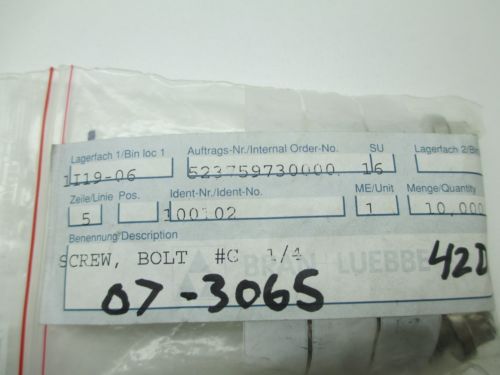 Lagerfach 1/Bin loc 1 Auftrags-Nr./Internal Order-No. SU Lagerfach 2/Bin
1I19-06 523759730000 16
Zeile/Linie Pos. Ident-Nr./Ident-No. ME/Unit Menge/Quantity
5 100102 1 10,000
Benennung/Description
SCREW, BOLT #C 1/4
BRAN LUEBBE
42D
07-3065